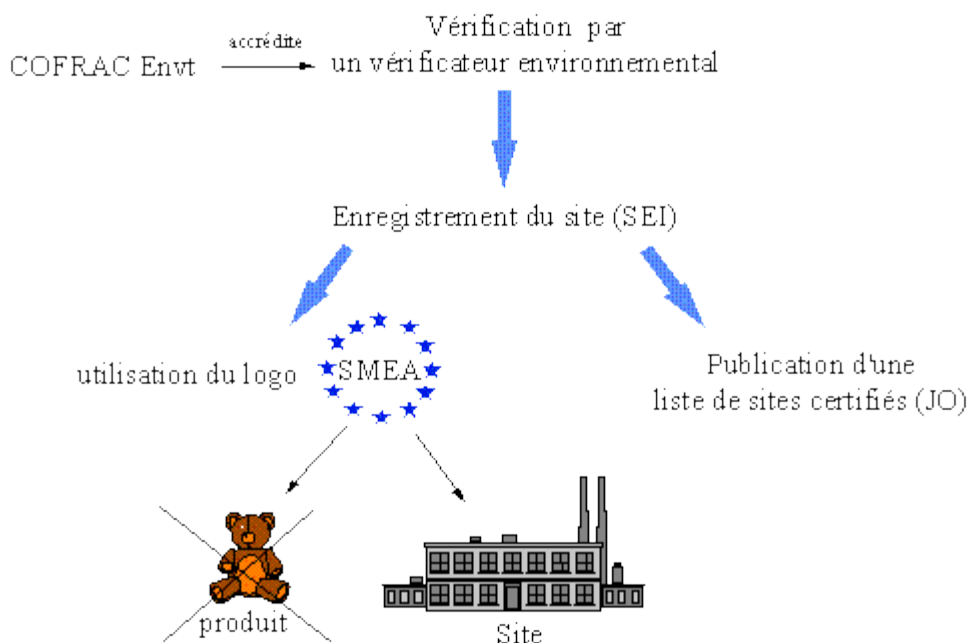 COFRAC Envt
accrédite
Vérification par
un vérificateur environnemental
Enregistrement du site (SEI)
utilisation du logo
SMEA
Publication d'une
liste de sites certifiés (JO)
produit
Site